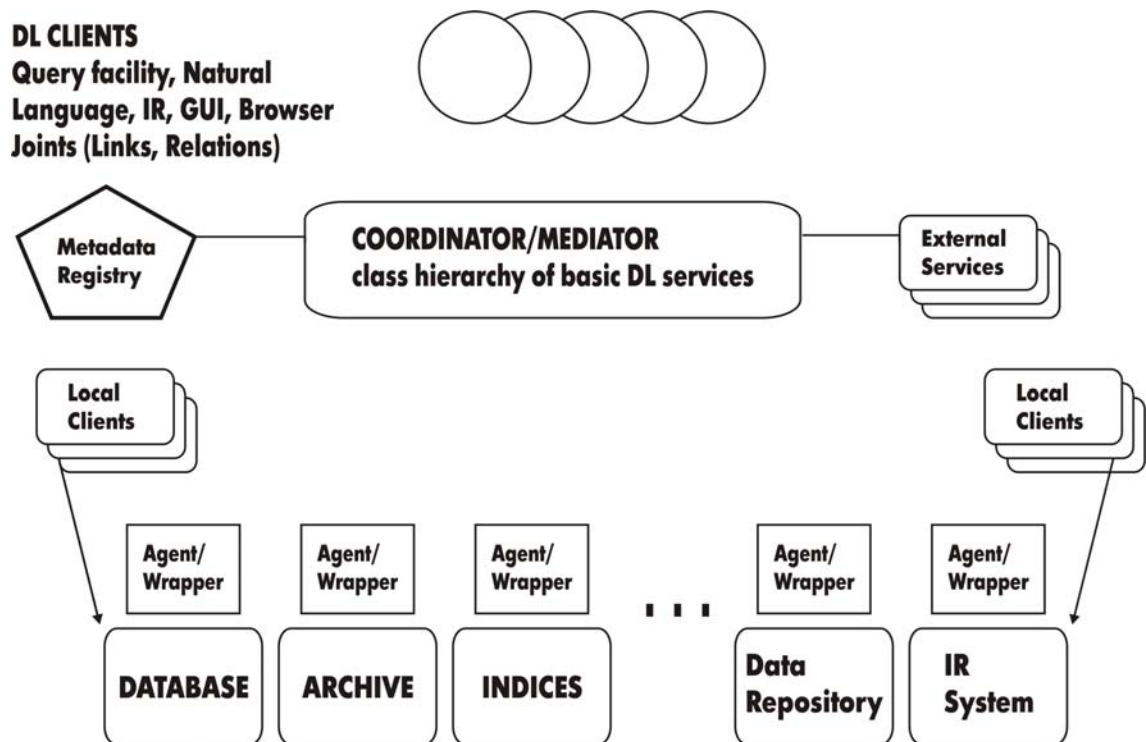 DL CLIENTS
Query facility, Natural
Language, IR, GUI, Browser
Joints (Links, Relations)
Metadata
Registry
COORDINATOR/MEDIATOR
class hierarchy of basic DL services
External
Services
Local
Clients
Local
Clients
Agent/
Wrapper
Agent/
Wrapper
Agent/
Wrapper
...
Agent/
Wrapper
Agent/
Wrapper
DATABASE
ARCHIVE
INDICES
Data
Repository
IR
System